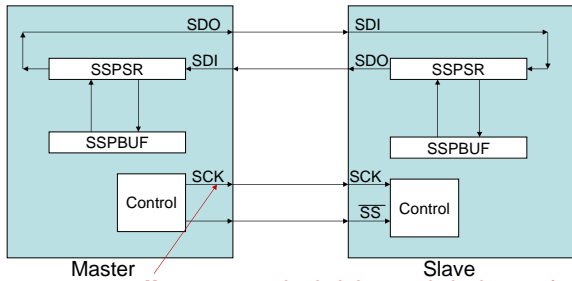 SDO SDI
SDI SDO
SSPSR SSPSR
SSPBUF SSPBUF
SCK SCK
Control Control
SS
Master Slave